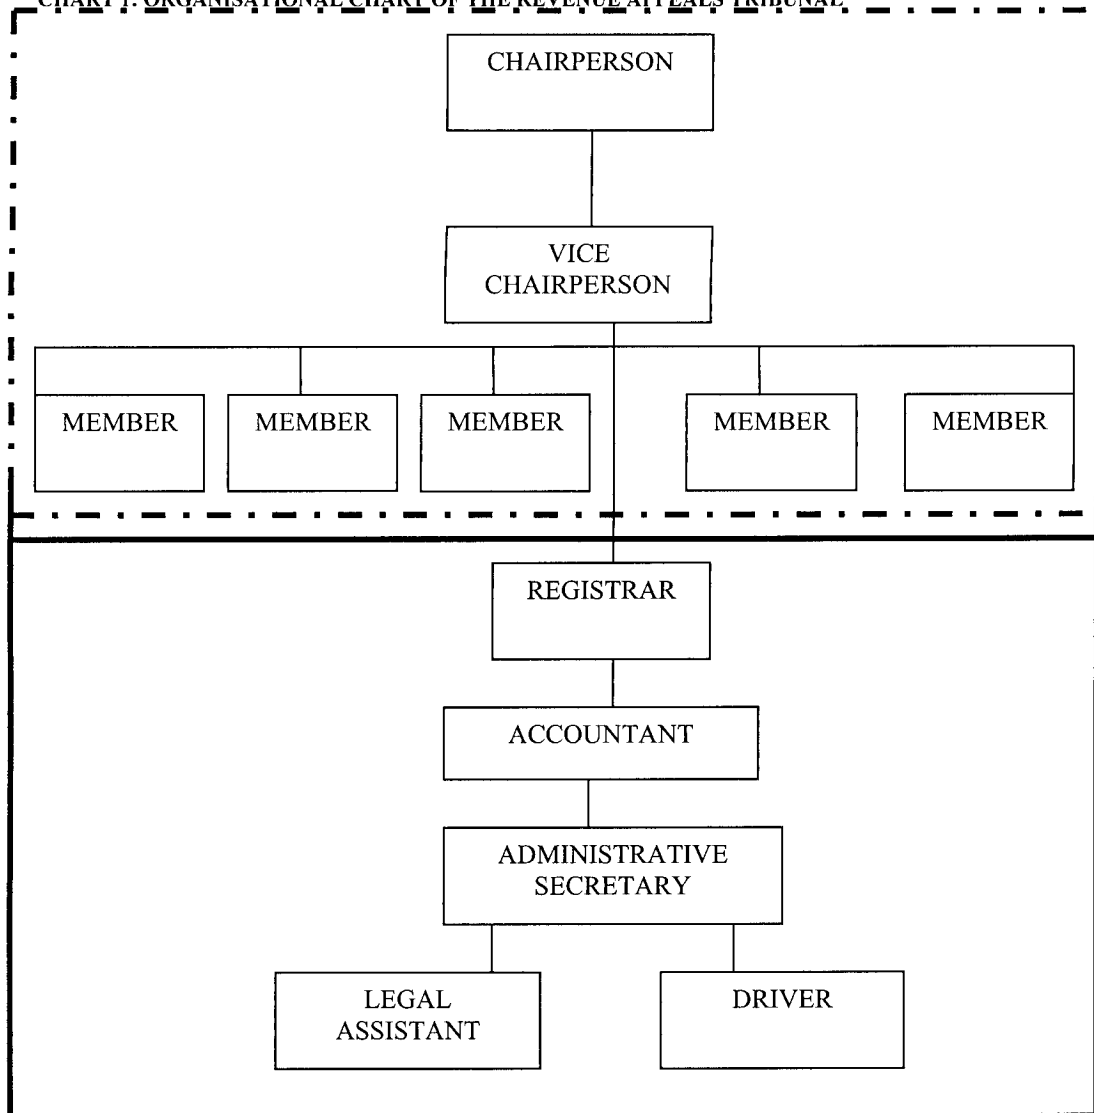 CHART 1: ORGANISATIONAL CHART OF THE REVENUE APPEALS TRIBUNAL
CHAIRPERSON
VICE
CHAIRPERSON
MEMBER
MEMBER
MEMBER
MEMBER
MEMBER
REGISTRAR
ACCOUNTANT
ADMINISTRATIVE
SECRETARY
LEGAL
ASSISTANT
DRIVER